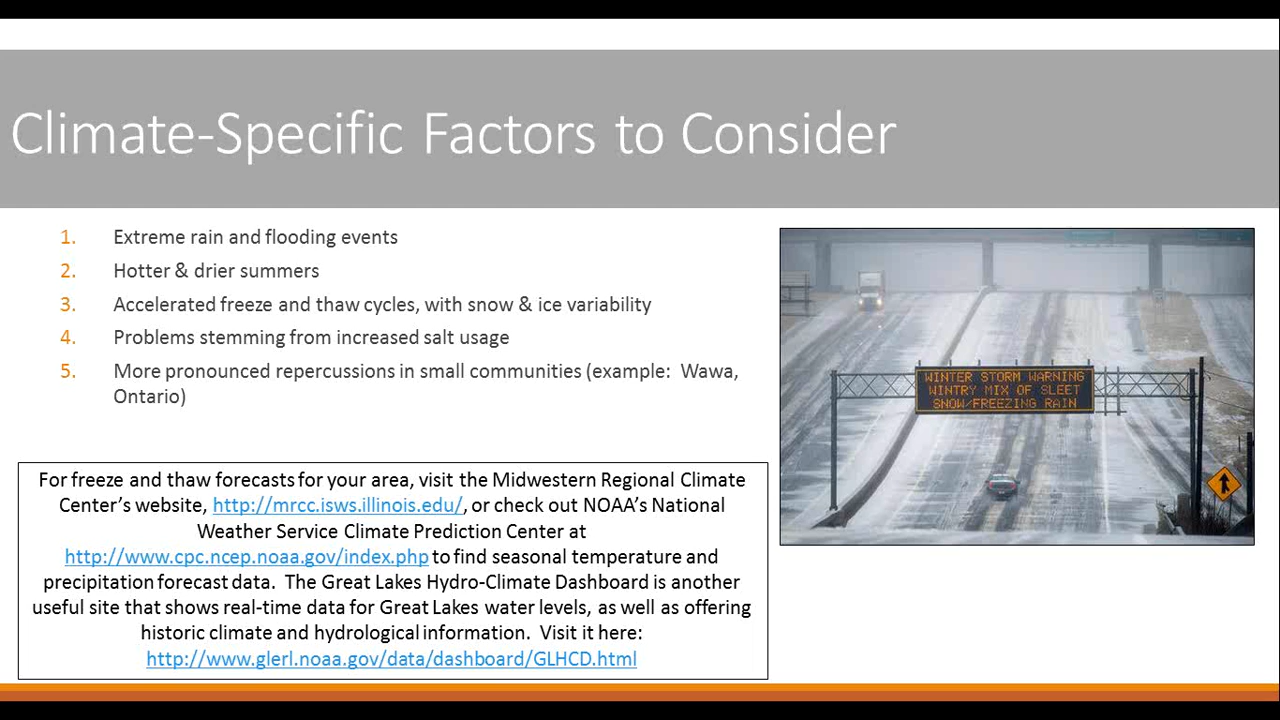 Climate-Specific Factors to Consider
1. Extreme rain and flooding events
2. Hotter & drier summers
3. Accelerated freeze and thaw cycles, with snow & ice variability
4. Problems stemming from increased salt usage
5. More pronounced repercussions in small communities (example: Wawa,
Ontario)
WINTER STORM WARNING
WINTRY MIX OF SLEET
SNOW/FREEZING RAIN
For freeze and thaw forecasts for your area, visit the Midwestern Regional Climate
Center's website, http://mrcc.isws.illinois.edu/, or check out NOAA's National
Weather Service Climate Prediction Center at
http://www.cpc.ncep.noaa.gov/index.php to find seasonal temperature and
precipitation forecast data. The Great Lakes Hydro-Climate Dashboard is another
useful site that shows real-time data for Great Lakes water levels, as well as offering
historic climate and hydrological information. Visit it here:
http://www.glerl.noaa.gov/data/dashboard/GLHCD.html